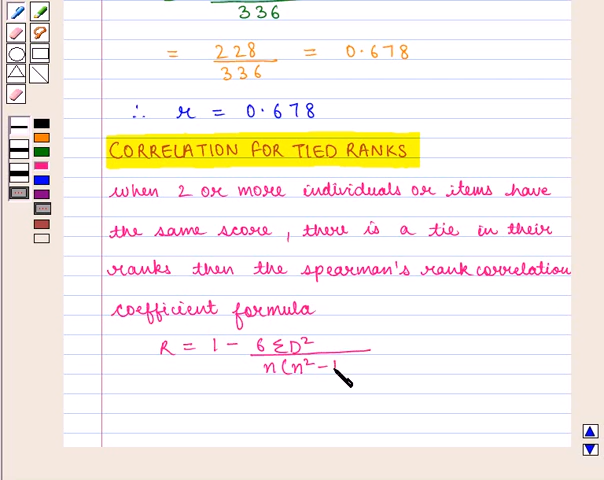 336
= 228/336 = 0.678
∴ r = 0.678
CORRELATION FOR TIED RANKS
when 2 or more individuals or items have
the same score, there is a tie in their
ranks then the spearman's rank correlation
coefficient formula
R = 1 - 6ΣD²
n(n²-1